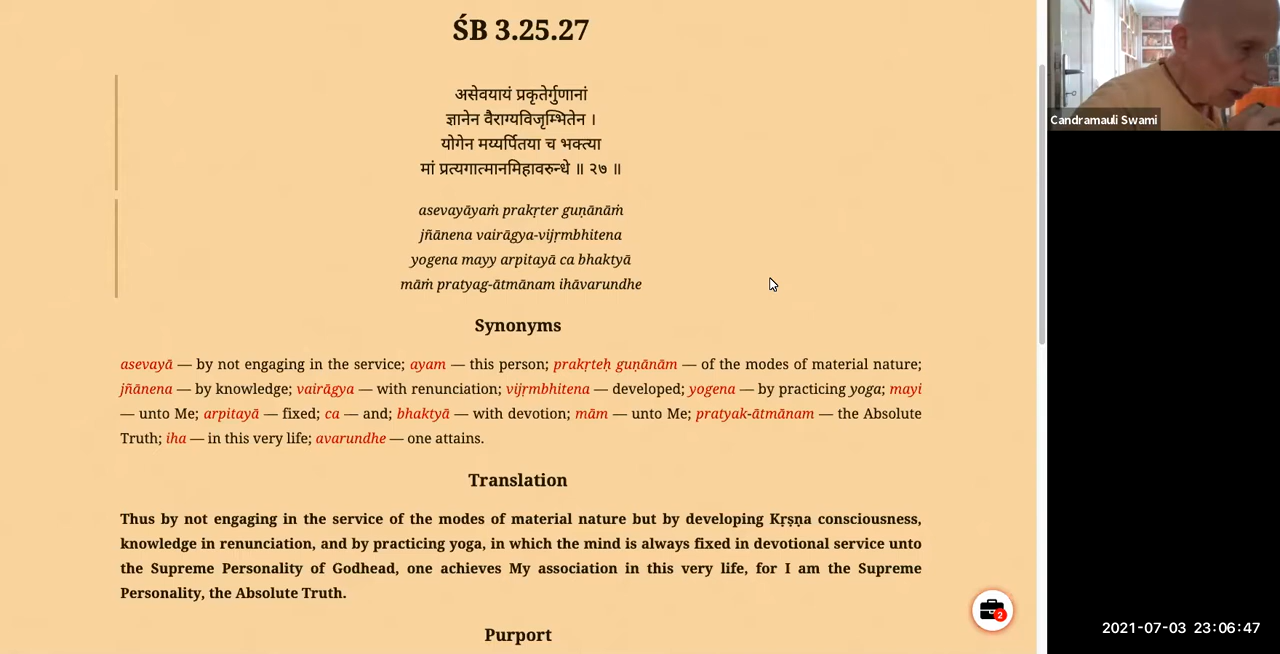 ŚB 3.25.27
असेवयायं प्रकृतेर्गुणानां
ज्ञानेन वैराग्यविजृम्भितेन ।
योगेन मय्यर्पितया च भक्त्या
मां प्रत्यगात्मानमिहावरुन्धे ॥ २७ ॥
asevayāyaṁ prakṛter guṇānāṁ
jñānena vairāgya-vijṛmbhitena
yogena mayy arpitayā ca bhaktyā
māṁ pratyag-ātmānam ihāvarundhe
Synonyms
asevayā — by not engaging in the service; ayam — this person; prakṛteḥ guṇānām — of the modes of material nature;
jñānena — by knowledge; vairāgya — with renunciation; vijṛmbhitena — developed; yogena — by practicing yoga; mayi
— unto Me; arpitayā — fixed; ca — and; bhaktyā — with devotion; mām — unto Me; pratyak-ātmānam — the Absolute
Truth; iha — in this very life; avarundhe — one attains.
Translation
Thus by not engaging in the service of the modes of material nature but by developing Kṛṣṇa consciousness,
knowledge in renunciation, and by practicing yoga, in which the mind is always fixed in devotional service unto
the Supreme Personality of Godhead, one achieves My association in this very life, for I am the Supreme
Personality, the Absolute Truth.
Purport
Candramauli Swami
2
2021-07-03 23:06:47